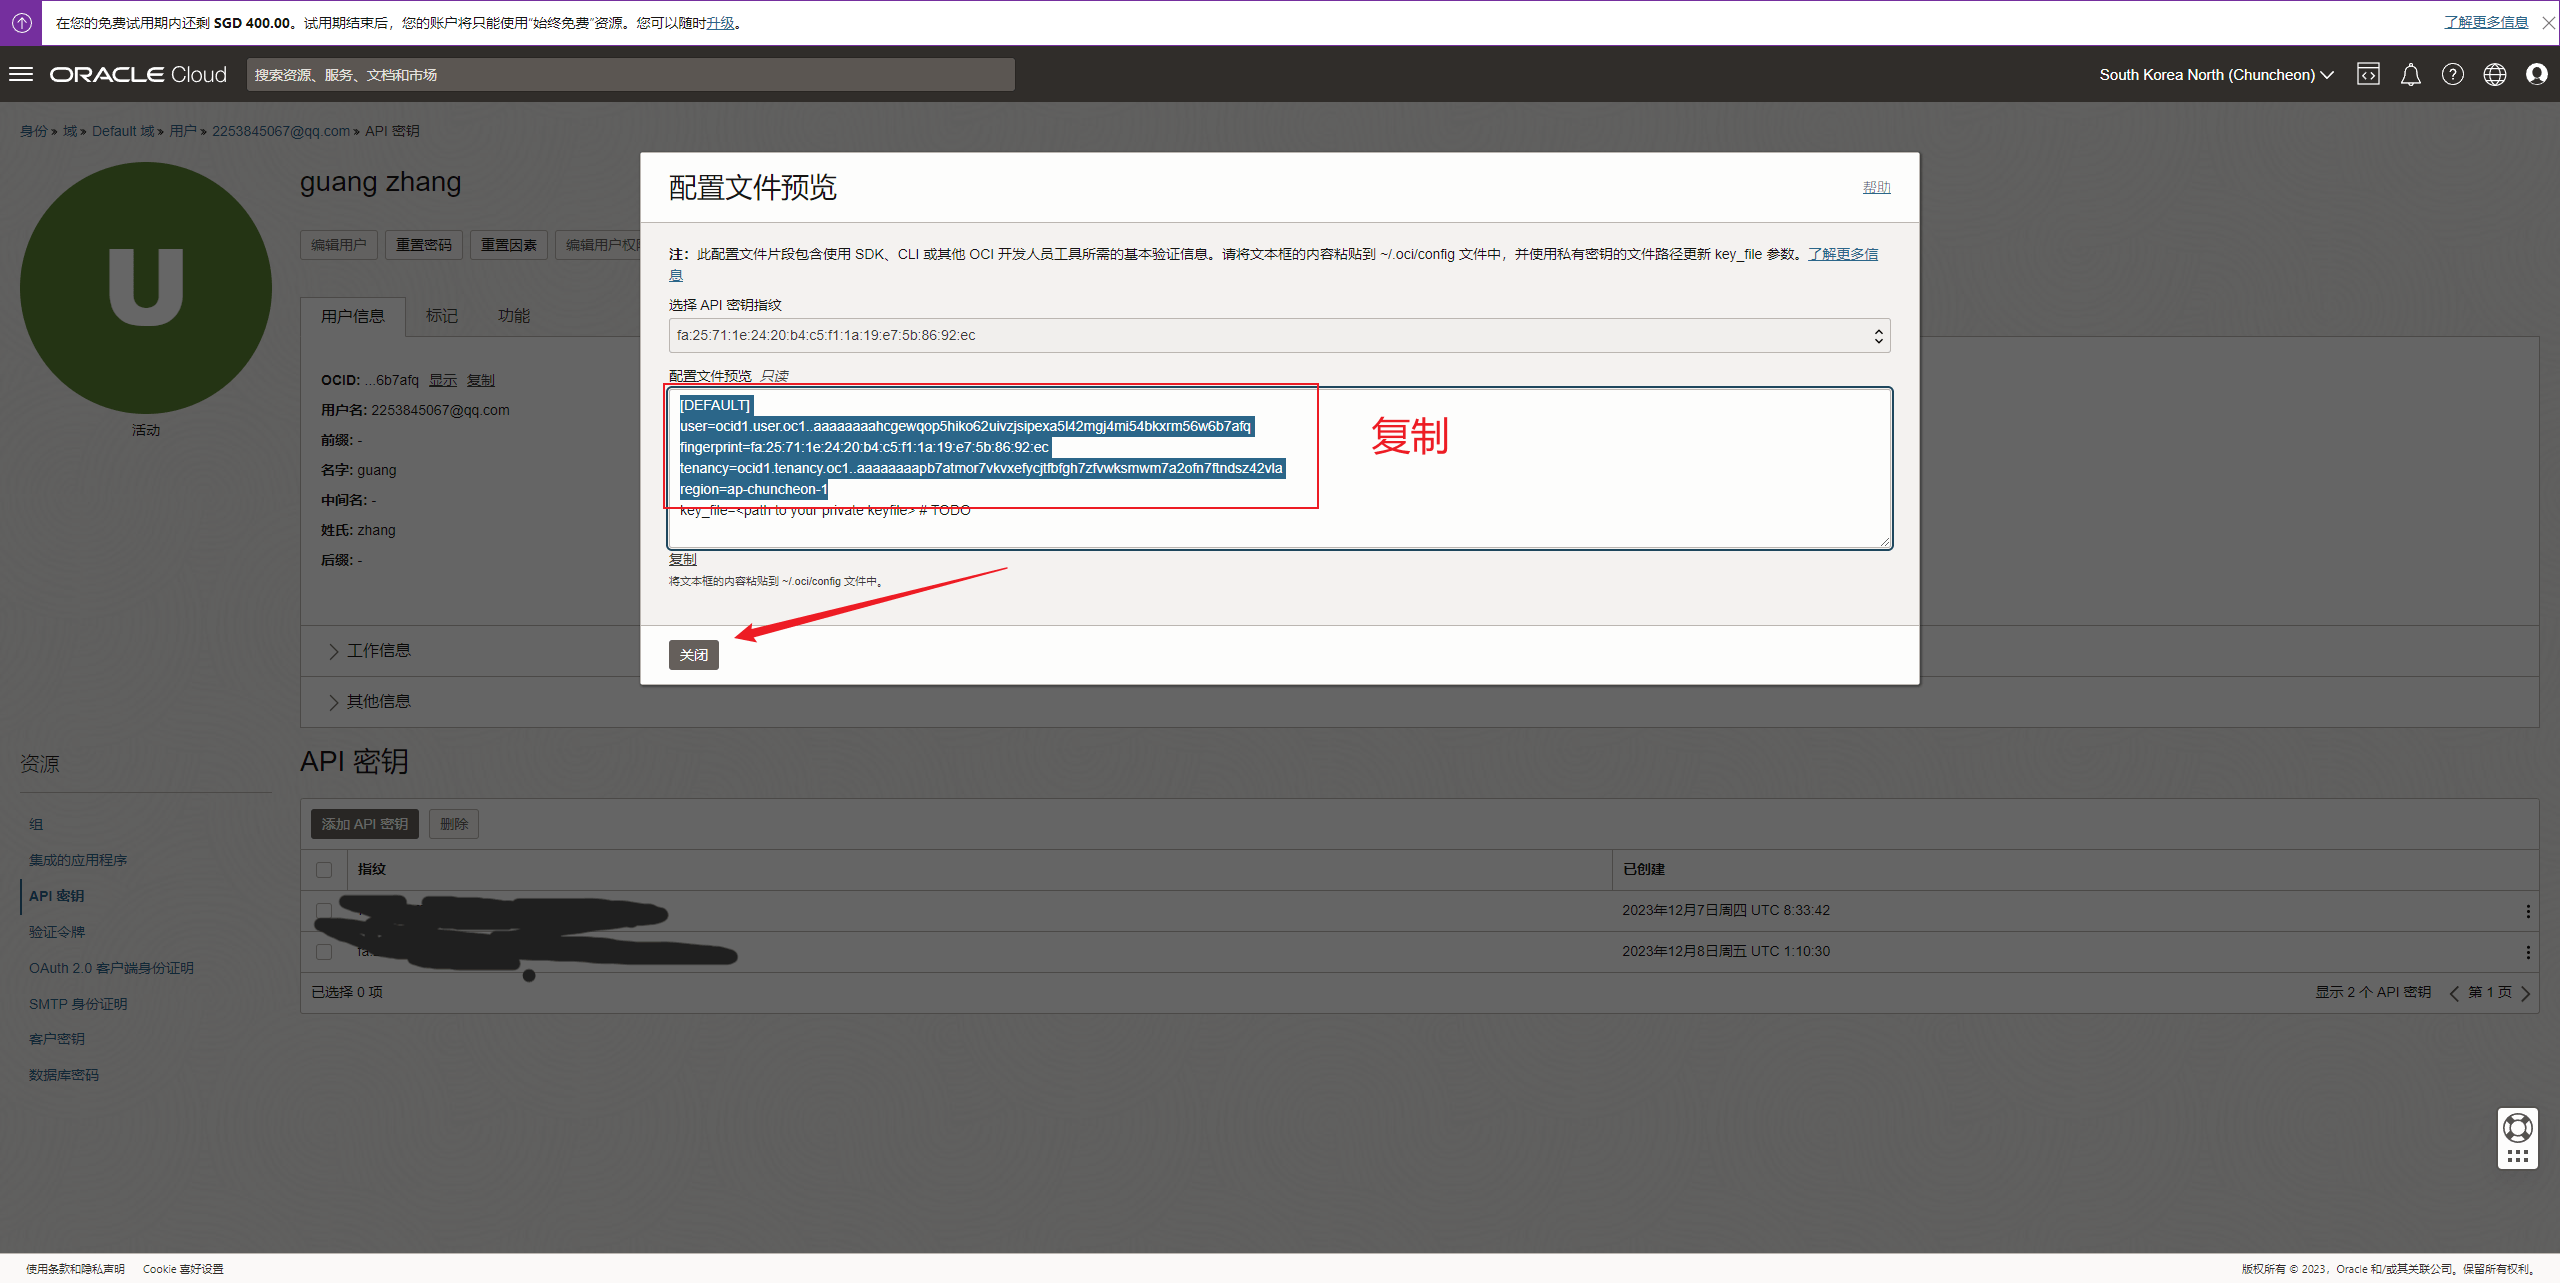 在您的免费试用期内还剩 SGD 400.00。试用期结束后，您的账户将只能使用"始终免费"资源。您可以随时升级。
了解更多信息
ORACLE Cloud
搜索资源、服务、文档和市场
South Korea North (Chuncheon)
身份 » 域 » Default 域 » 用户 » 2253845067@qq.com » API 密钥
U
活动
guang zhang
编辑用户
重置密码
重置因素
编辑用户权
用户信息
标记
功能
OCID: ...6b7afq 显示 复制
用户名: 2253845067@qq.com
前缀: -
名字: guang
中间名: -
姓氏: zhang
后缀: -
工作信息
其他信息
配置文件预览
帮助
注：此配置文件片段包含使用 SDK、CLI 或其他 OCI 开发人员工具所需的基本验证信息。请将文本框的内容粘贴到 ~/.oci/config 文件中，并使用私有密钥的文件路径更新 key_file 参数。了解更多信
息
选择 API 密钥指纹
fa:25:71:1e:24:20:b4:c5:f1:1a:19:e7:5b:86:92:ec
配置文件预览 只读
[DEFAULT]
user=ocid1.user.oc1..aaaaaaaahcgewqop5hiko62uivzjsipexa5l42mgj4mi54bkxrm56w6b7afq
fingerprint=fa:25:71:1e:24:20:b4:c5:f1:1a:19:e7:5b:86:92:ec
tenancy=ocid1.tenancy.oc1..aaaaaaaapb7atmor7vkvxefycjtfbfgh7zfvwksmwm7a2ofn7ftndsz42vla
region=ap-chuncheon-1
key_file=<path to your private keyfile> # TODO
复制
复制
将文本框的内容粘贴到 ~/.oci/config 文件中。
关闭
资源
组
集成的应用程序
API 密钥
验证令牌
OAuth 2.0 客户端身份证明
SMTP 身份证明
客户密钥
数据库密码
API 密钥
添加 API 密钥
删除
指纹
已创建
2023年12月7日周四 UTC 8:33:42
2023年12月8日周五 UTC 1:10:30
已选择 0 项
显示 2 个 API 密钥
第 1 页
使用条款和隐私声明
Cookie 喜好设置
版权所有 © 2023，Oracle 和/或其关联公司。保留所有权利。